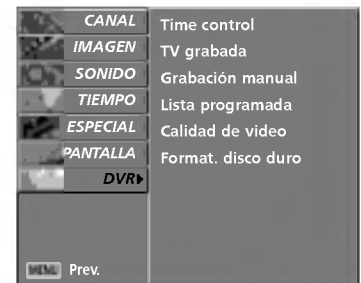 CANAL
IMAGEN
SONIDO
TIEMPO
ESPECIAL
PANTALLA
DVR
Time control
TV grabada
Grabación manual
Lista programada
Calidad de video
Format. disco duro
MENU Prev.